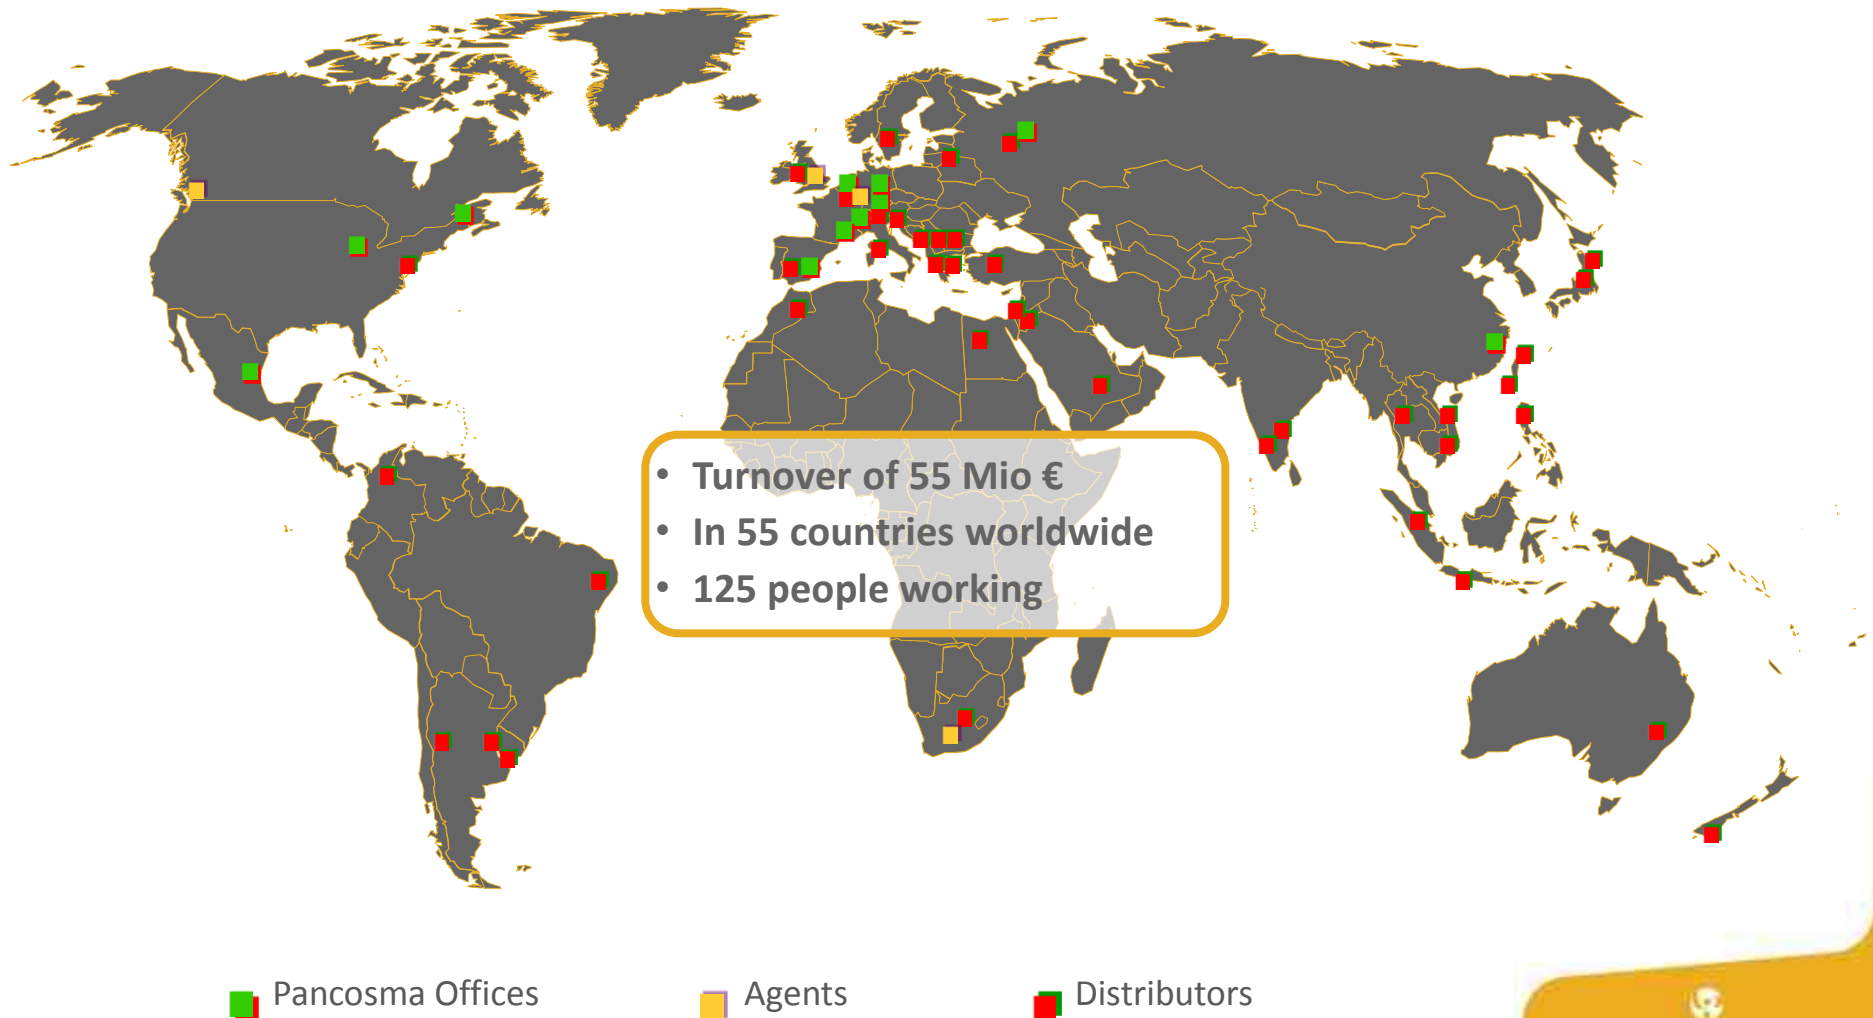 • Turnover of 55 Mio €
• In 55 countries worldwide
• 125 people working
Pancosma Offices
Agents
Distributors